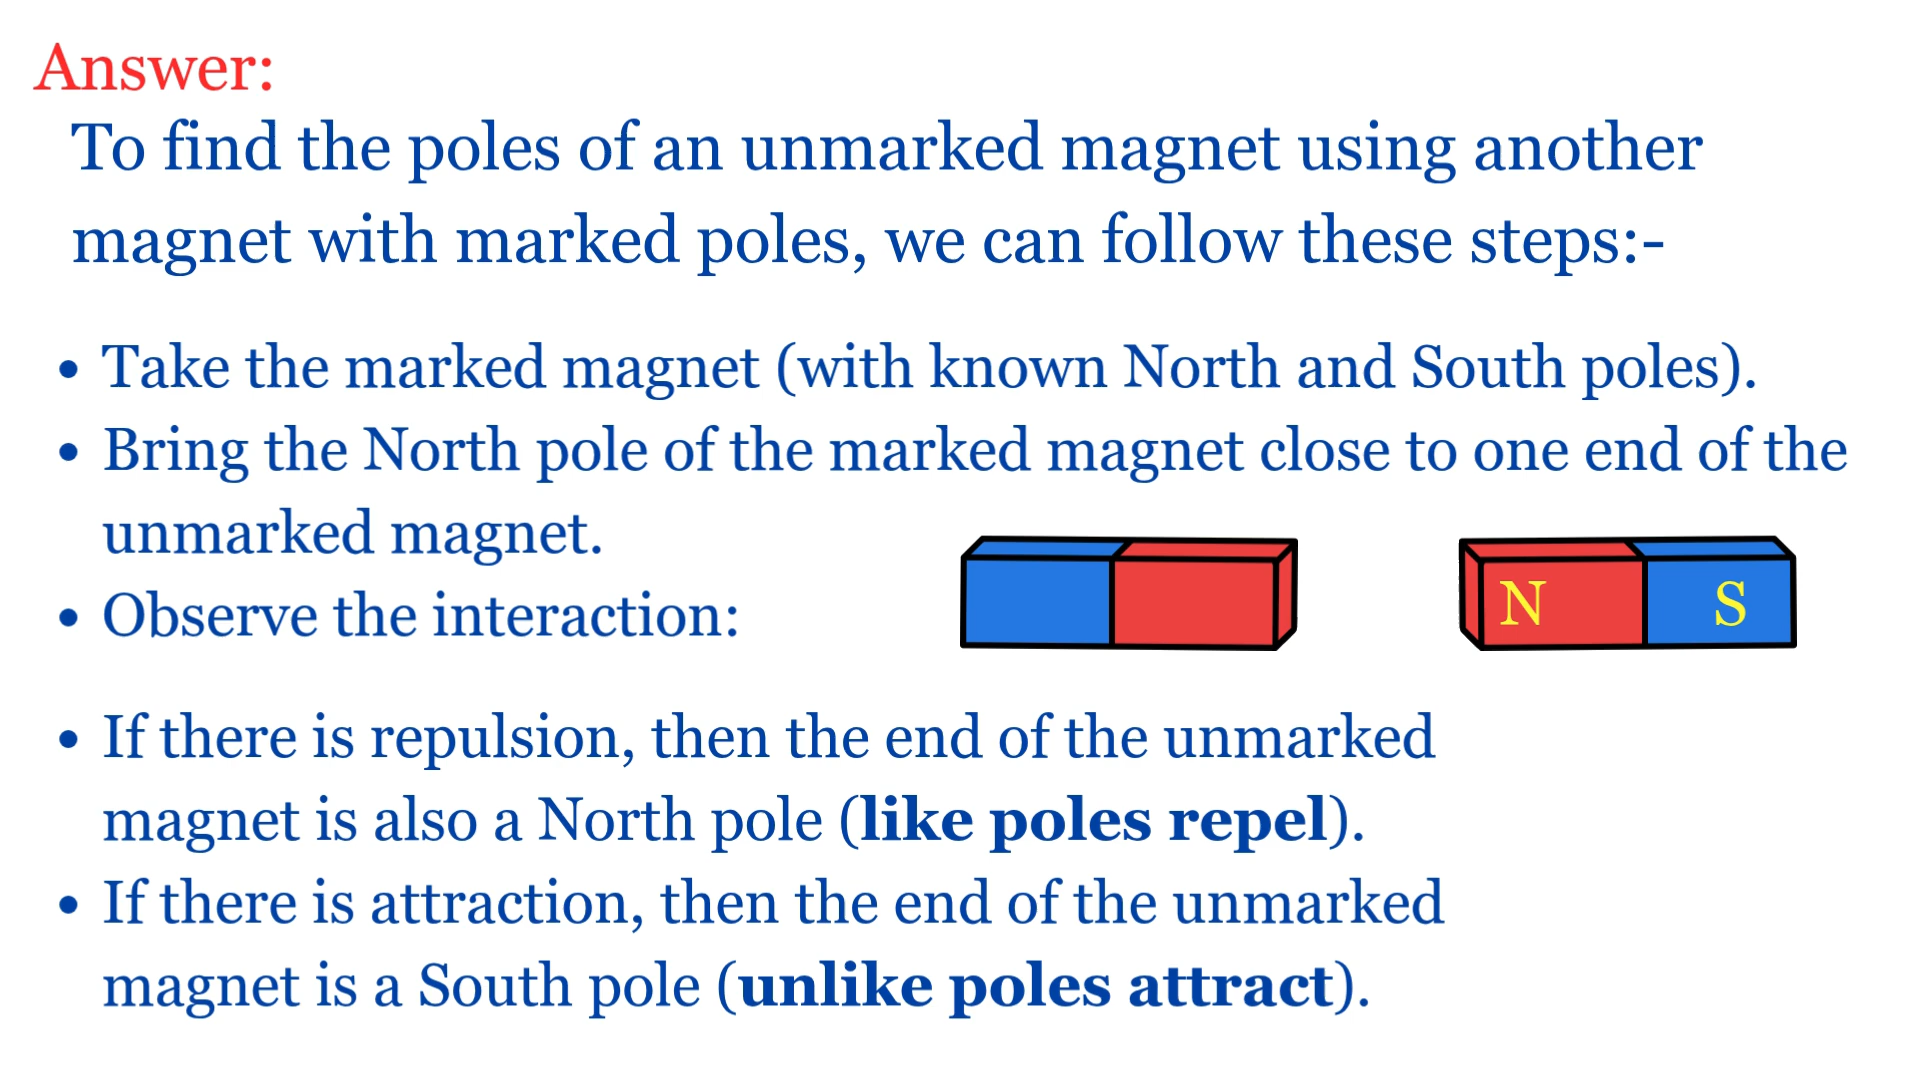 Answer:
To find the poles of an unmarked magnet using another
magnet with marked poles, we can follow these steps:-
• Take the marked magnet (with known North and South poles).
• Bring the North pole of the marked magnet close to one end of the
unmarked magnet.
• Observe the interaction:
N S
• If there is repulsion, then the end of the unmarked
magnet is also a North pole (like poles repel).
• If there is attraction, then the end of the unmarked
magnet is a South pole (unlike poles attract).